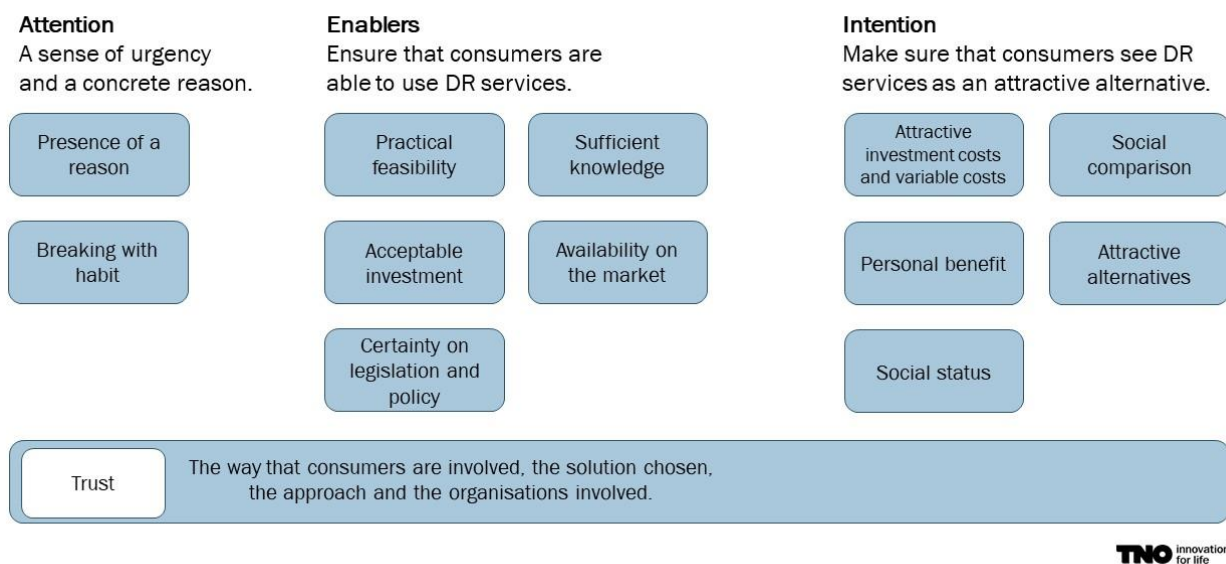 Attention
A sense of urgency
and a concrete reason.
Presence of a
reason
Breaking with
habit
Enablers
Ensure that consumers are
able to use DR services.
Practical
feasibility
Sufficient
knowledge
Acceptable
investment
Availability on
the market
Certainty on
legislation and
policy
Intention
Make sure that consumers see DR
services as an attractive alternative.
Attractive
investment costs
and variable costs
Social
comparison
Personal benefit
Attractive
alternatives
Social status
Trust
The way that consumers are involved, the solution chosen,
the approach and the organisations involved.
TNO innovation
for life